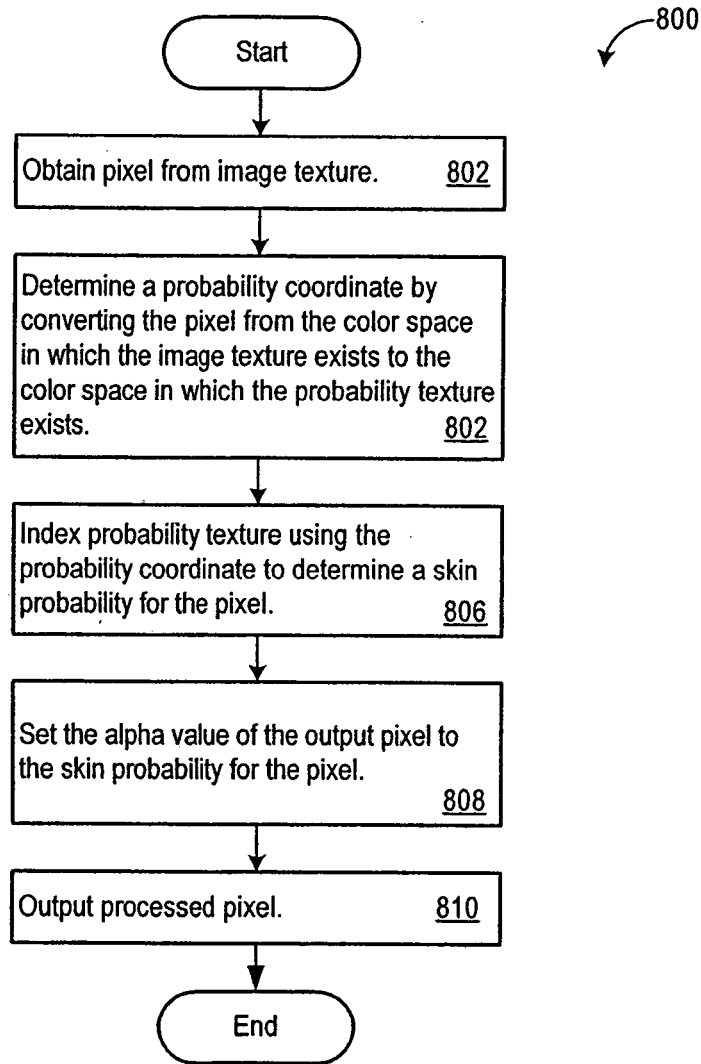 800
Start
Obtain pixel from image texture. 802
Determine a probability coordinate by
converting the pixel from the color space
in which the image texture exists to the
color space in which the probability texture
exists. 802
Index probability texture using the
probability coordinate to determine a skin
probability for the pixel. 806
Set the alpha value of the output pixel to
the skin probability for the pixel.
808
Output processed pixel. 810
End